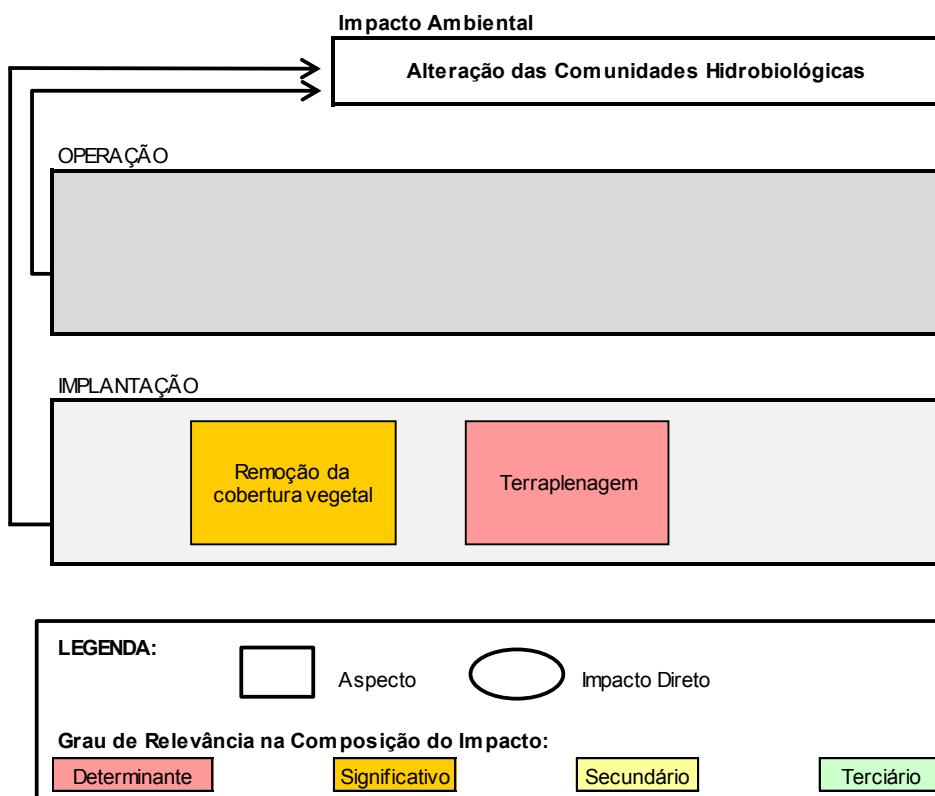 Impacto Ambiental
Alteração das Comunidades Hidrobiológicas
OPERAÇÃO
IMPLANTAÇÃO
Remoção da
cobertura vegetal
Terraplenagem
LEGENDA:
Aspecto
Impacto Direto
Grau de Relevância na Composição do Impacto:
Determinante
Significativo
Secundário
Terciário